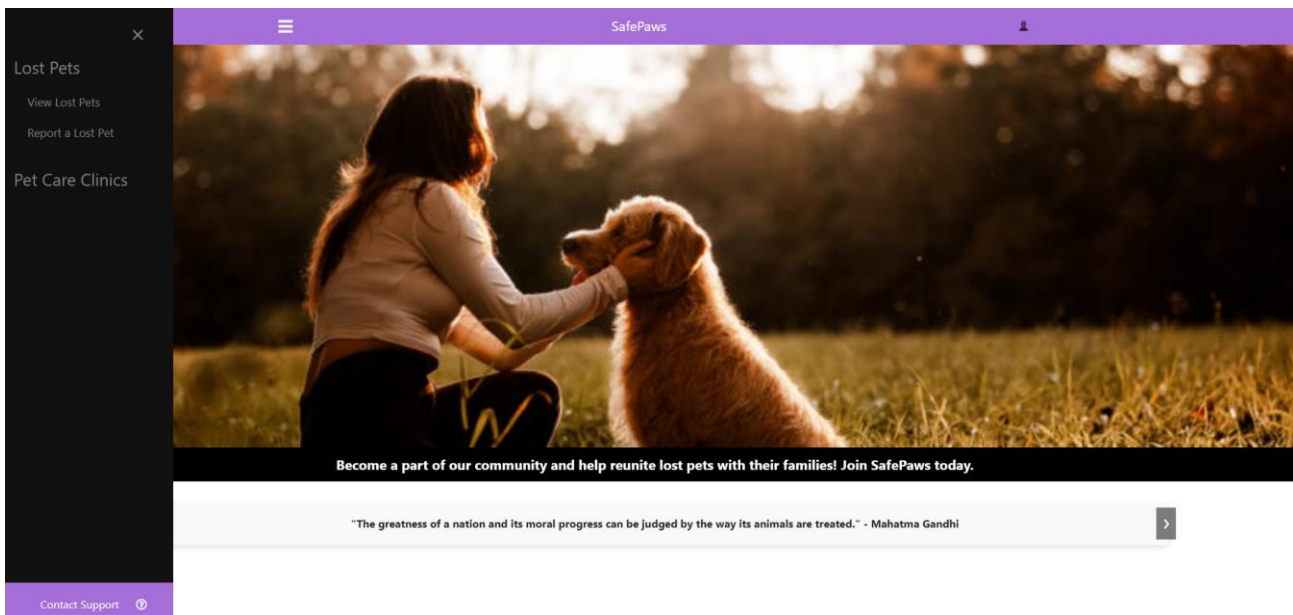 SafePaws
Lost Pets
View Lost Pets
Report a Lost Pet
Pet Care Clinics
Become a part of our community and help reunite lost pets with their families! Join SafePaws today.
"The greatness of a nation and its moral progress can be judged by the way its animals are treated." - Mahatma Gandhi
Contact Support